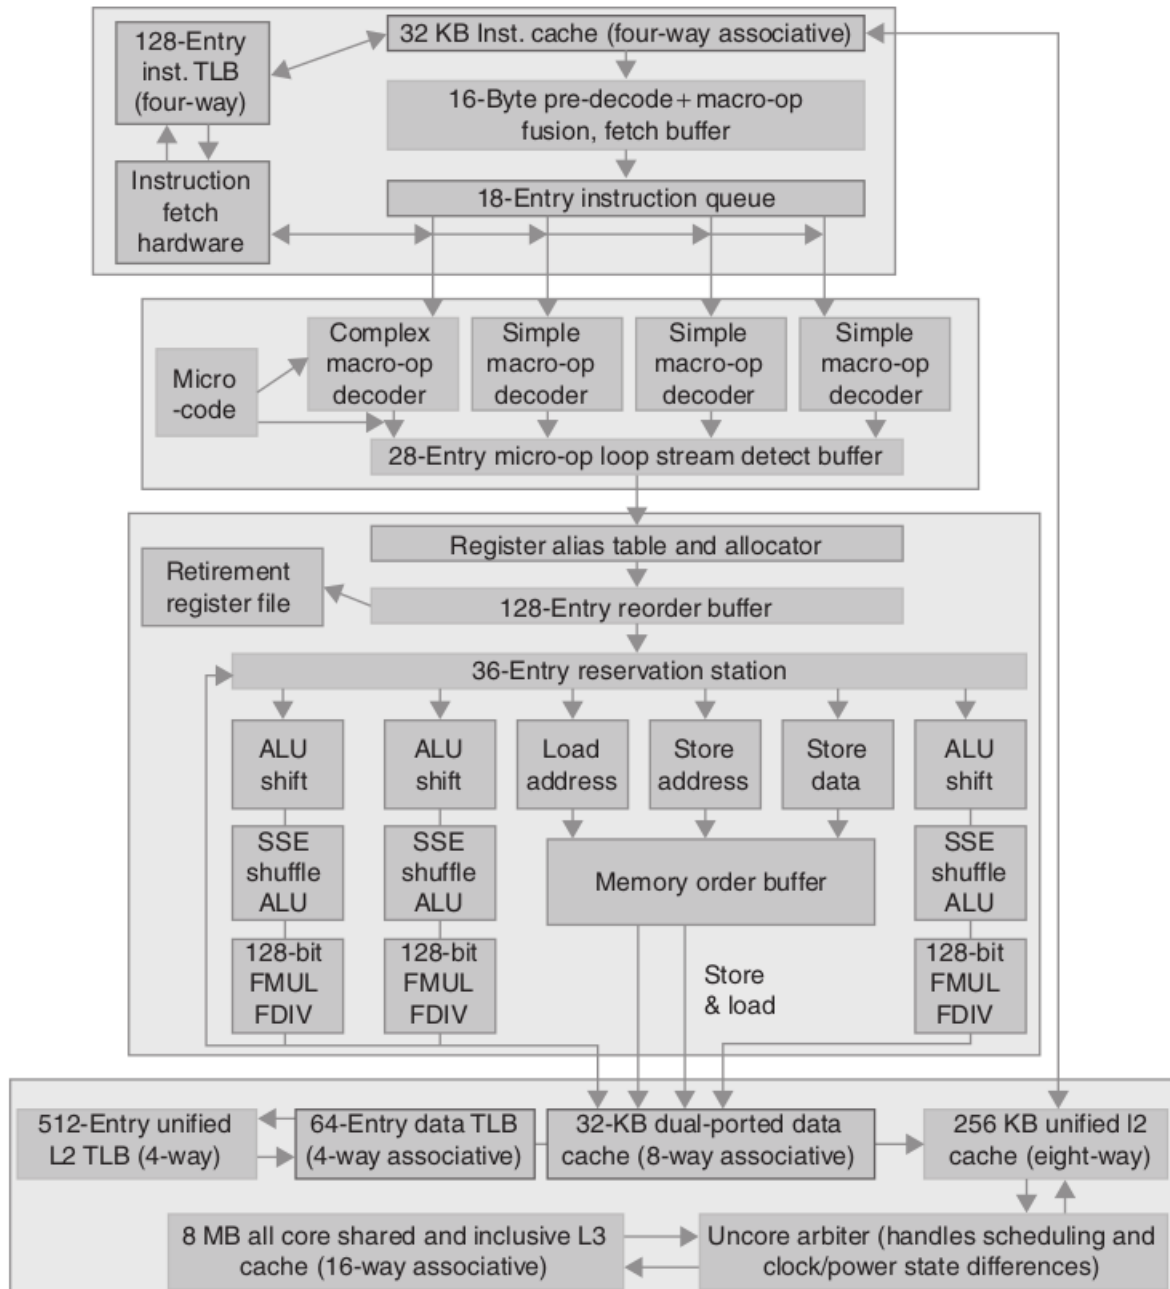 128-Entry
inst. TLB
(four-way)
32 KB Inst. cache (four-way associative)
16-Byte pre-decode+macro-op
fusion, fetch buffer
Instruction
fetch
hardware
18-Entry instruction queue
Micro
-code
Complex
macro-op
decoder
Simple
macro-op
decoder
Simple
macro-op
decoder
Simple
macro-op
decoder
28-Entry micro-op loop stream detect buffer
Register alias table and allocator
Retirement
register file
128-Entry reorder buffer
36-Entry reservation station
ALU
shift
ALU
shift
Load
address
Store
address
Store
data
ALU
shift
SSE
shuffle
ALU
SSE
shuffle
ALU
Memory order buffer
SSE
shuffle
ALU
128-bit
FMUL
FDIV
128-bit
FMUL
FDIV
Store
& load
128-bit
FMUL
FDIV
512-Entry unified
L2 TLB (4-way)
64-Entry data TLB
(4-way associative)
32-KB dual-ported data
cache (8-way associative)
256 KB unified l2
cache (eight-way)
8 MB all core shared and inclusive L3
cache (16-way associative)
Uncore arbiter (handles scheduling and
clock/power state differences)